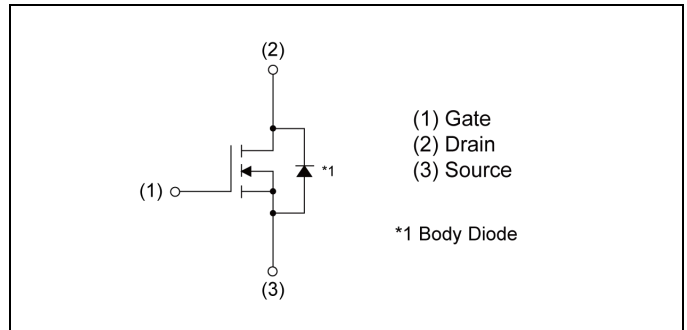 (2)
(1) Gate
(2) Drain
(3) Source
*1
(1)
*1 Body Diode
(3)